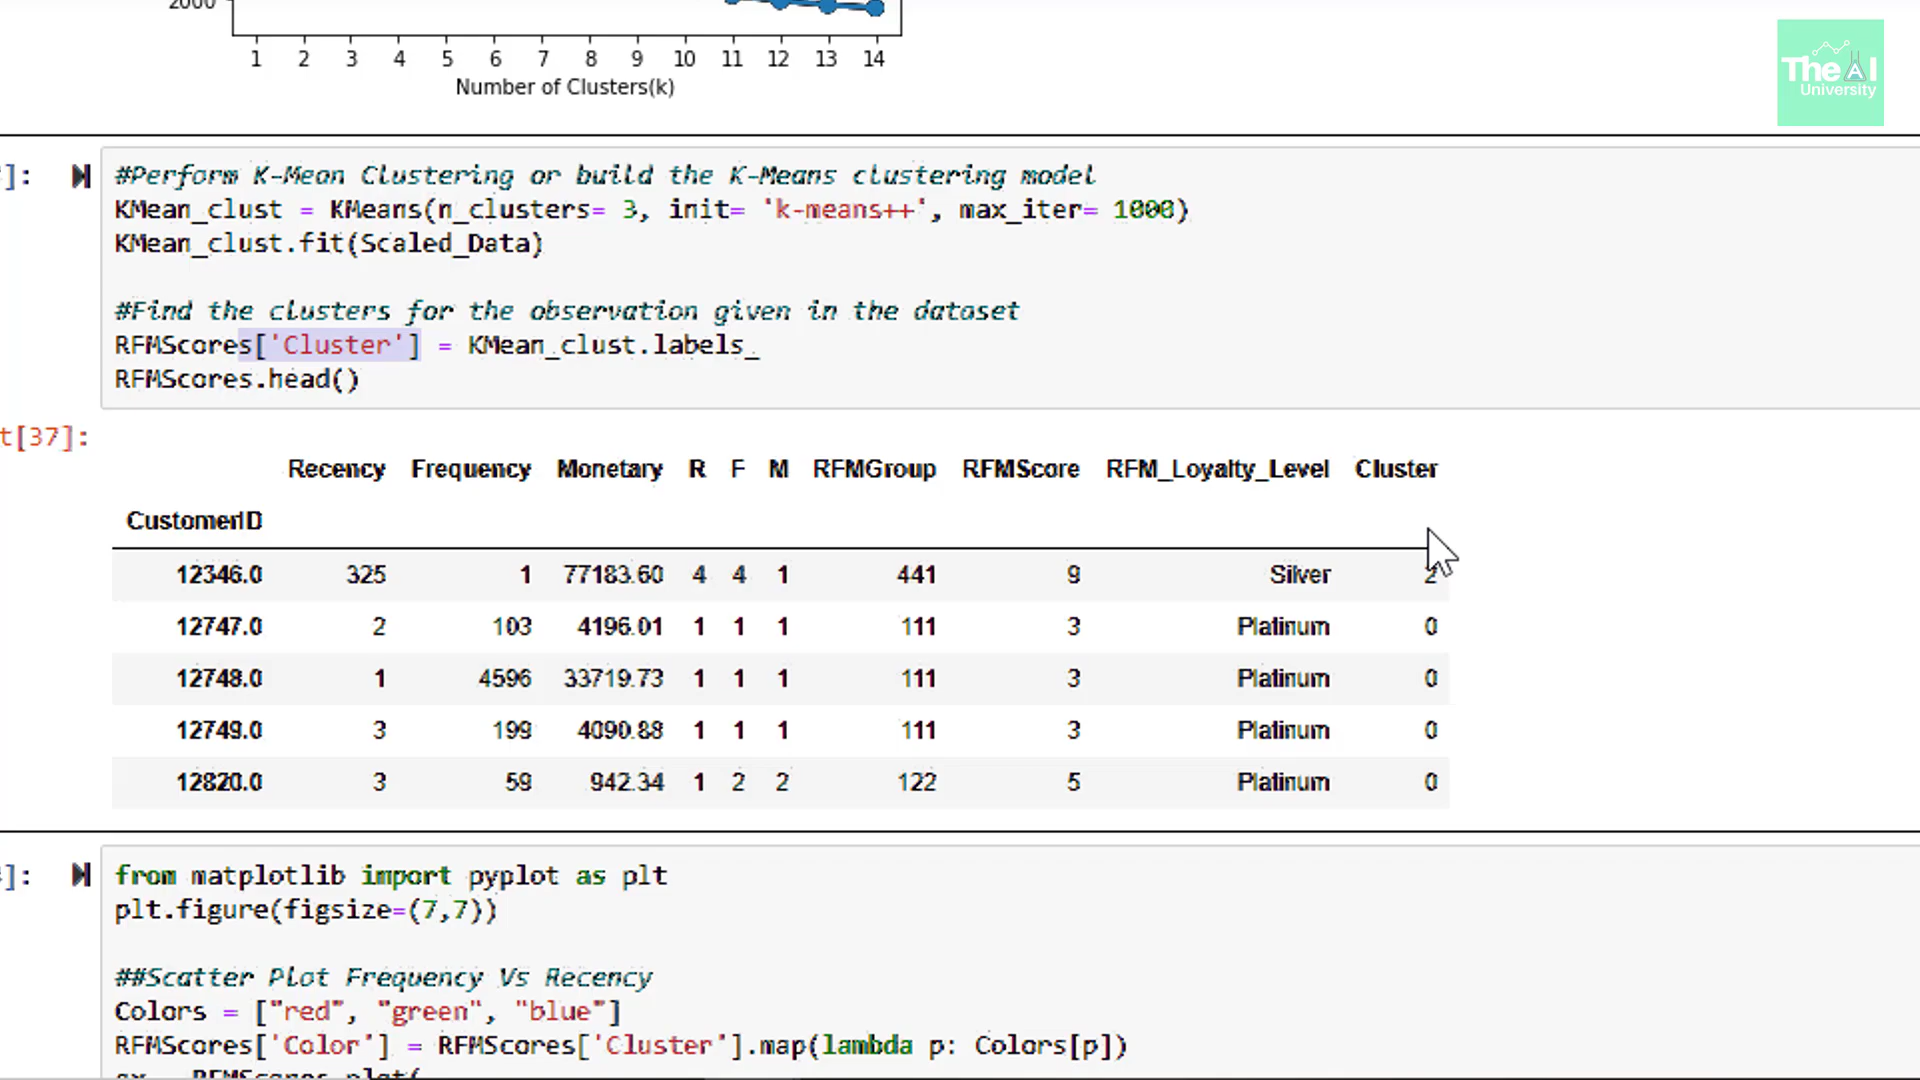 2000
1 2 3 4 5 6 7 8 9 10 11 12 13 14
Number of Clusters(k)
The AI
University
]:
#Perform K-Mean Clustering or build the K-Means clustering model
KMean_clust = KMeans(n_clusters= 3, init= 'k-means++', max_iter= 1000)
KMean_clust.fit(Scaled_Data)
#Find the clusters for the observation given in the dataset
RFMScores['Cluster'] = KMean_clust.labels_
RFMScores.head()
t[37]:
Recency Frequency Monetary R F M RFMGroup RFMScore RFM_Loyalty_Level Cluster
CustomerID
12346.0 325 1 77183.60 4 4 1 441 9 Silver 2
12747.0 2 103 4196.01 1 1 1 111 3 Platinum 0
12748.0 1 4596 33719.73 1 1 1 111 3 Platinum 0
12749.0 3 199 4090.88 1 1 1 111 3 Platinum 0
12820.0 3 59 942.34 1 2 2 122 5 Platinum 0
]:
from matplotlib import pyplot as plt
plt.figure(figsize=(7,7))
##Scatter Plot Frequency Vs Recency
Colors = ["red", "green", "blue"]
RFMScores['Color'] = RFMScores['Cluster'].map(lambda p: Colors[p])
ax = RFMScores.plot(